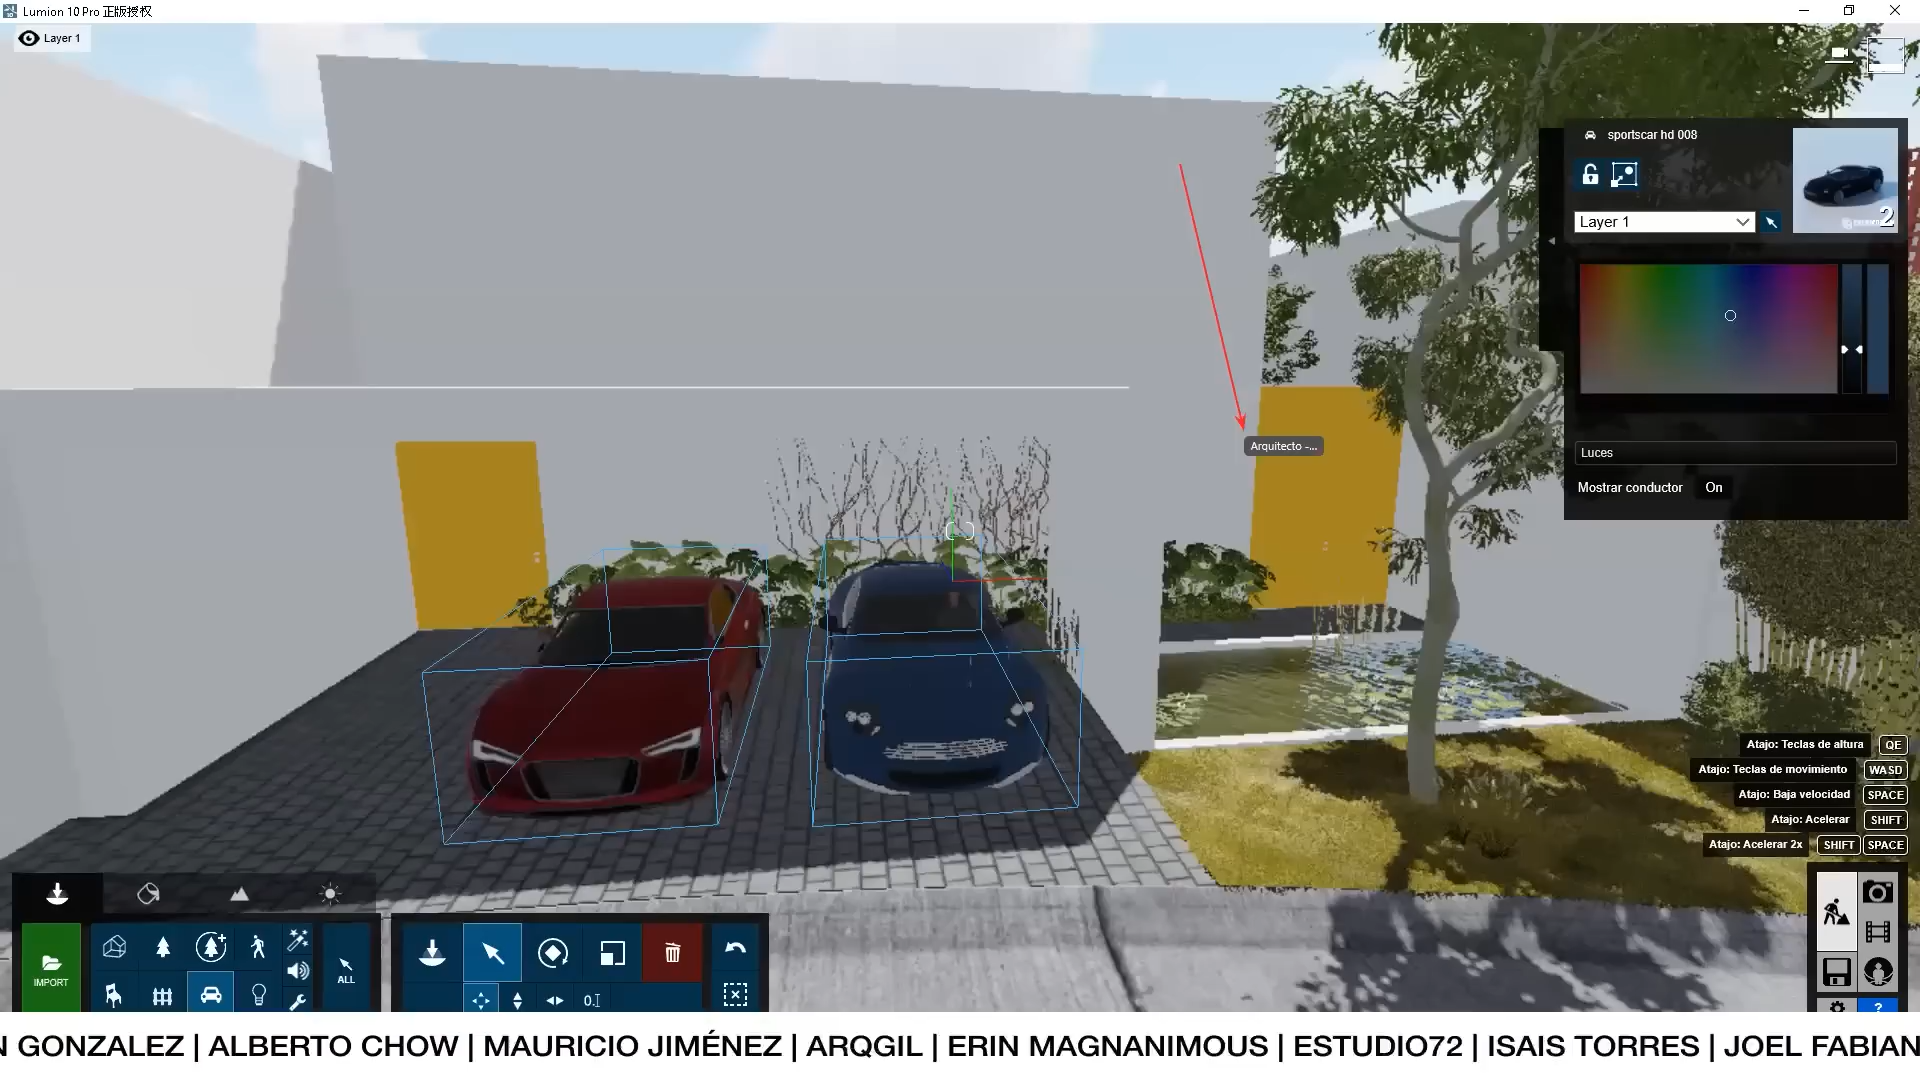 Lumion 10 Pro 正版授权
Layer 1
sportscar hd 008
2
Layer 1
Luces
Mostrar conductor On
Arquitecto -...
Atajo: Teclas de altura QE
Atajo: Teclas de movimiento WASD
Atajo: Baja velocidad SPACE
Atajo: Acelerar SHIFT
Atajo: Acelerar 2x SHIFT SPACE
IMPORT
ALL
?
N GONZALEZ | ALBERTO CHOW | MAURICIO JIMÉNEZ | ARQGIL | ERIN MAGNANIMOUS | ESTUDIO72 | ISAIS TORRES | JOEL FABIAN